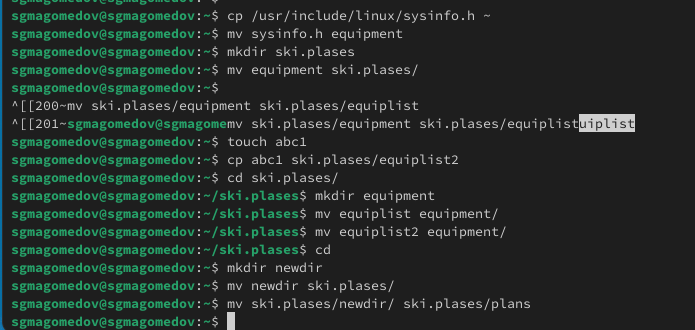 sgmagomedov@sgmagomedov:~$ cp /usr/include/linux/sysinfo.h ~
sgmagomedov@sgmagomedov:~$ mv sysinfo.h equipment
sgmagomedov@sgmagomedov:~$ mkdir ski.plases
sgmagomedov@sgmagomedov:~$ mv equipment ski.plases/
sgmagomedov@sgmagomedov:~$
^[[200~mv ski.plases/equipment ski.plases/equiplist
^[[201~sgmagomedov@sgmagomemv ski.plases/equipment ski.plases/equiplistuiplist
sgmagomedov@sgmagomedov:~$ touch abc1
sgmagomedov@sgmagomedov:~$ cp abc1 ski.plases/equiplist2
sgmagomedov@sgmagomedov:~$ cd ski.plases/
sgmagomedov@sgmagomedov:~/ski.plases$ mkdir equipment
sgmagomedov@sgmagomedov:~/ski.plases$ mv equiplist equipment/
sgmagomedov@sgmagomedov:~/ski.plases$ mv equiplist2 equipment/
sgmagomedov@sgmagomedov:~/ski.plases$ cd
sgmagomedov@sgmagomedov:~$ mkdir newdir
sgmagomedov@sgmagomedov:~$ mv newdir ski.plases/
sgmagomedov@sgmagomedov:~$ mv ski.plases/newdir/ ski.plases/plans
sgmagomedov@sgmagomedov:~$